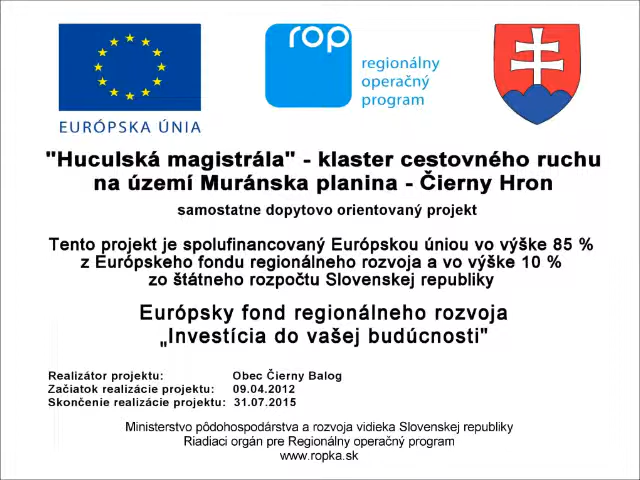 rop
regionálny
operačný
program
EURÓPSKA ÚNIA
"Huculská magistrála" - klaster cestovného ruchu
na území Muránska planina - Čierny Hron
samostatne dopytovo orientovaný projekt
Tento projekt je spolufinancovaný Európskou úniou vo výške 85 %
z Európskeho fondu regionálneho rozvoja a vo výške 10 %
zo štátneho rozpočtu Slovenskej republiky
Európsky fond regionálneho rozvoja
„Investícia do vašej budúcnosti"
Realizátor projektu: Obec Čierny Balog
Začiatok realizácie projektu: 09.04.2012
Skončenie realizácie projektu: 31.07.2015
Ministerstvo pôdohospodárstva a rozvoja vidieka Slovenskej republiky
Riadiaci orgán pre Regionálny operačný program
www.ropka.sk